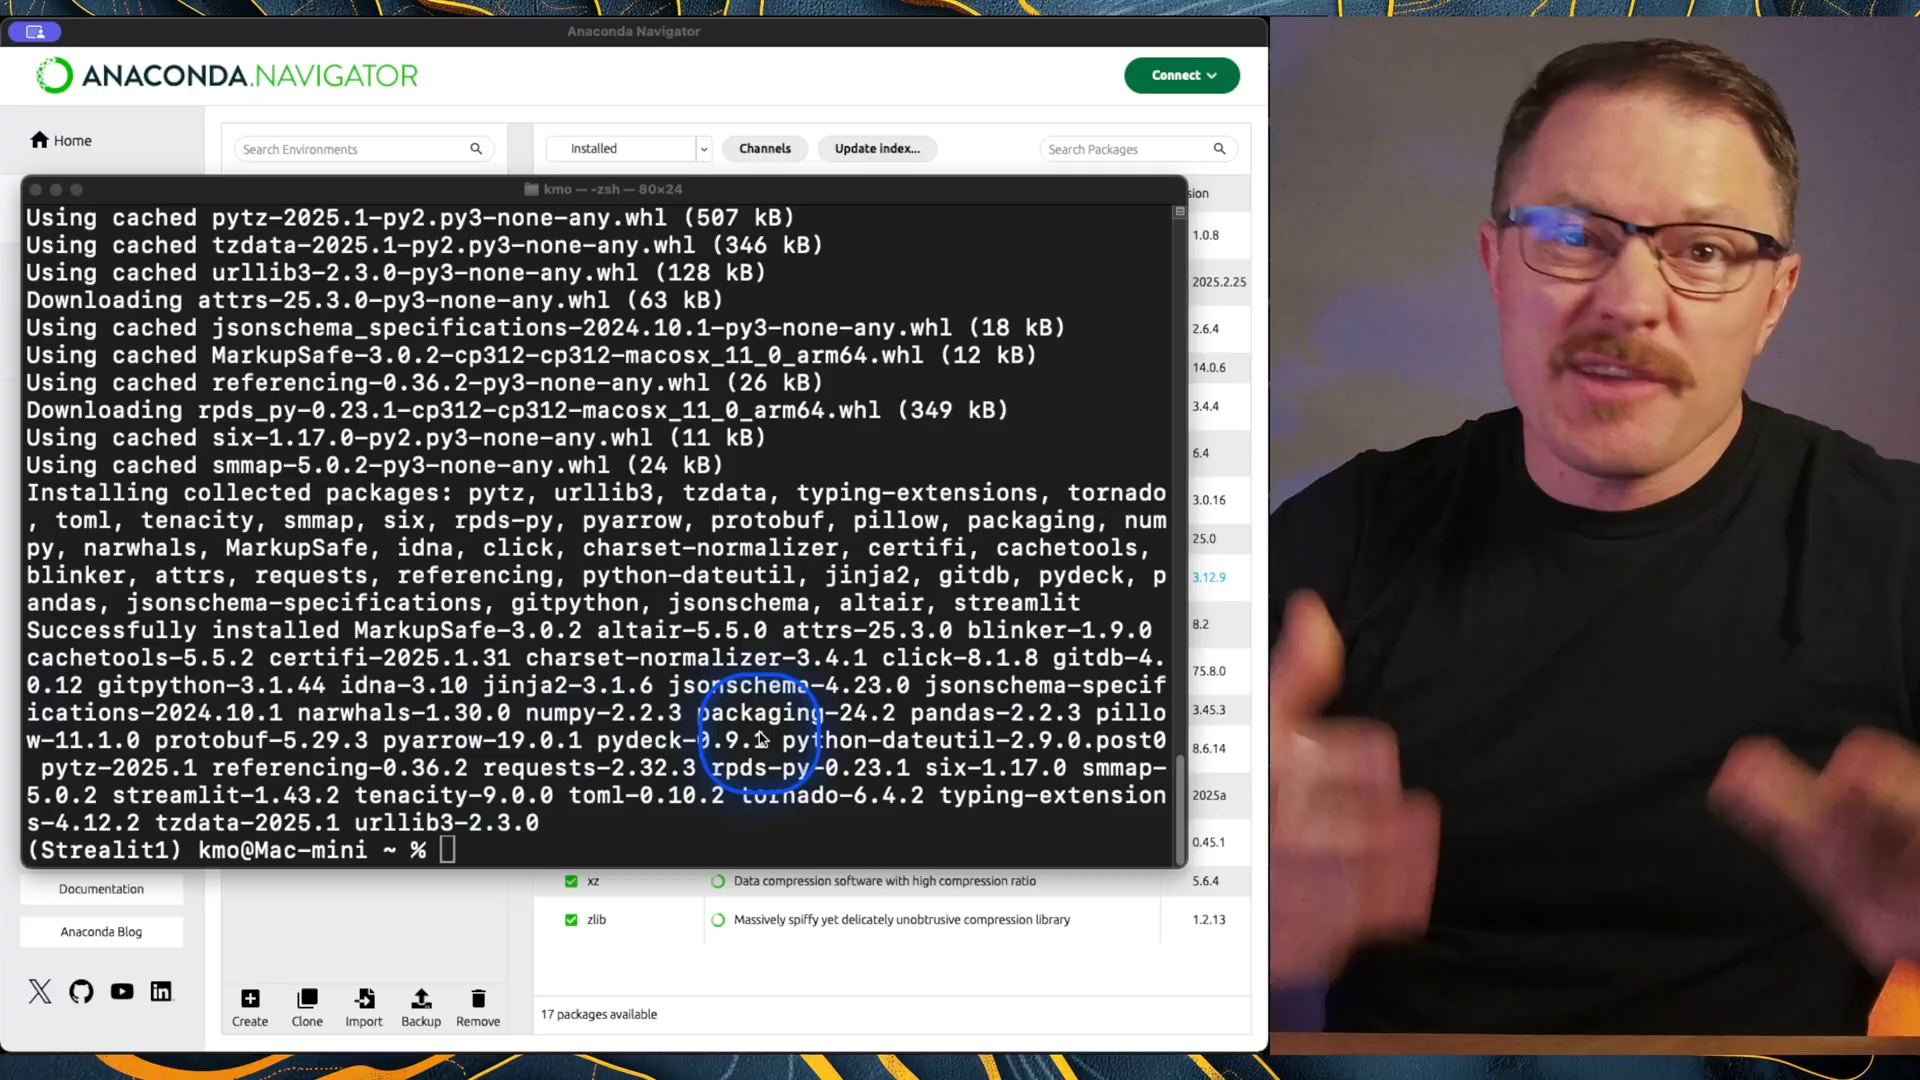 Anaconda Navigator
ANACONDA.NAVIGATOR
Connect
Home
Search Environments
Installed
Channels
Update index...
Search Packages
kmo — -zsh — 80×24
sion
Using cached pytz-2025.1-py2.py3-none-any.whl (507 kB)
Using cached tzdata-2025.1-py2.py3-none-any.whl (346 kB)
Using cached urllib3-2.3.0-py3-none-any.whl (128 kB)
Downloading attrs-25.3.0-py3-none-any.whl (63 kB)
Using cached jsonschema_specifications-2024.10.1-py3-none-any.whl (18 kB)
Using cached MarkupSafe-3.0.2-cp312-cp312-macosx_11_0_arm64.whl (12 kB)
Using cached referencing-0.36.2-py3-none-any.whl (26 kB)
Downloading rpds_py-0.23.1-cp312-cp312-macosx_11_0_arm64.whl (349 kB)
Using cached six-1.17.0-py2.py3-none-any.whl (11 kB)
Using cached smmap-5.0.2-py3-none-any.whl (24 kB)
Installing collected packages: pytz, urllib3, tzdata, typing-extensions, tornado
, toml, tenacity, smmap, six, rpds-py, pyarrow, protobuf, pillow, packaging, num
py, narwhals, MarkupSafe, idna, click, charset-normalizer, certifi, cachetools,
blinker, attrs, requests, referencing, python-dateutil, jinja2, gitdb, pydeck, p
andas, jsonschema-specifications, gitpython, jsonschema, altair, streamlit
Successfully installed MarkupSafe-3.0.2 altair-5.5.0 attrs-25.3.0 blinker-1.9.0
cachetools-5.5.2 certifi-2025.1.31 charset-normalizer-3.4.1 click-8.1.8 gitdb-4.
0.12 gitpython-3.1.44 idna-3.10 jinja2-3.1.6 jsonschema-4.23.0 jsonschema-specif
ications-2024.10.1 narwhals-1.30.0 numpy-2.2.3 packaging-24.2 pandas-2.2.3 pillo
w-11.1.0 protobuf-5.29.3 pyarrow-19.0.1 pydeck-0.9.1 python-dateutil-2.9.0.post0
pytz-2025.1 referencing-0.36.2 requests-2.32.3 rpds-py-0.23.1 six-1.17.0 smmap-
5.0.2 streamlit-1.43.2 tenacity-9.0.0 toml-0.10.2 tornado-6.4.2 typing-extension
s-4.12.2 tzdata-2025.1 urllib3-2.3.0
(Strealit1) kmo@Mac-mini ~ %
1.0.8
2025.2.25
2.6.4
14.0.6
3.4.4
6.4
3.0.16
25.0
3.12.9
8.2
75.8.0
3.45.3
8.6.14
2025a
0.45.1
xz
Data compression software with high compression ratio
5.6.4
zlib
Massively spiffy yet delicately unobtrusive compression library
1.2.13
Documentation
Anaconda Blog
Create
Clone
Import
Backup
Remove
17 packages available